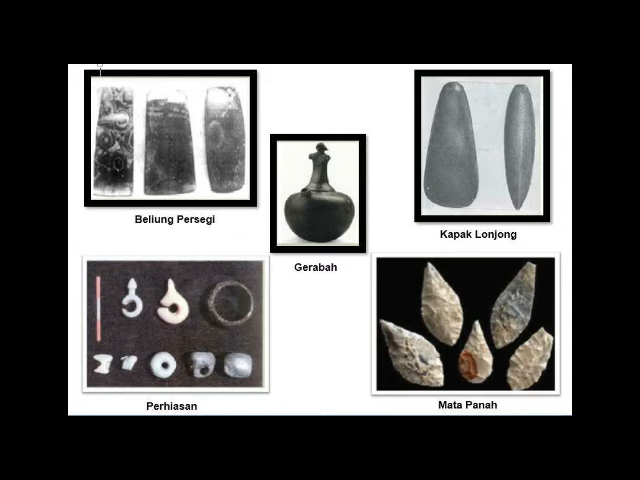 Beliung Persegi
Kapak Lonjong
Gerabah
Perhiasan
Mata Panah